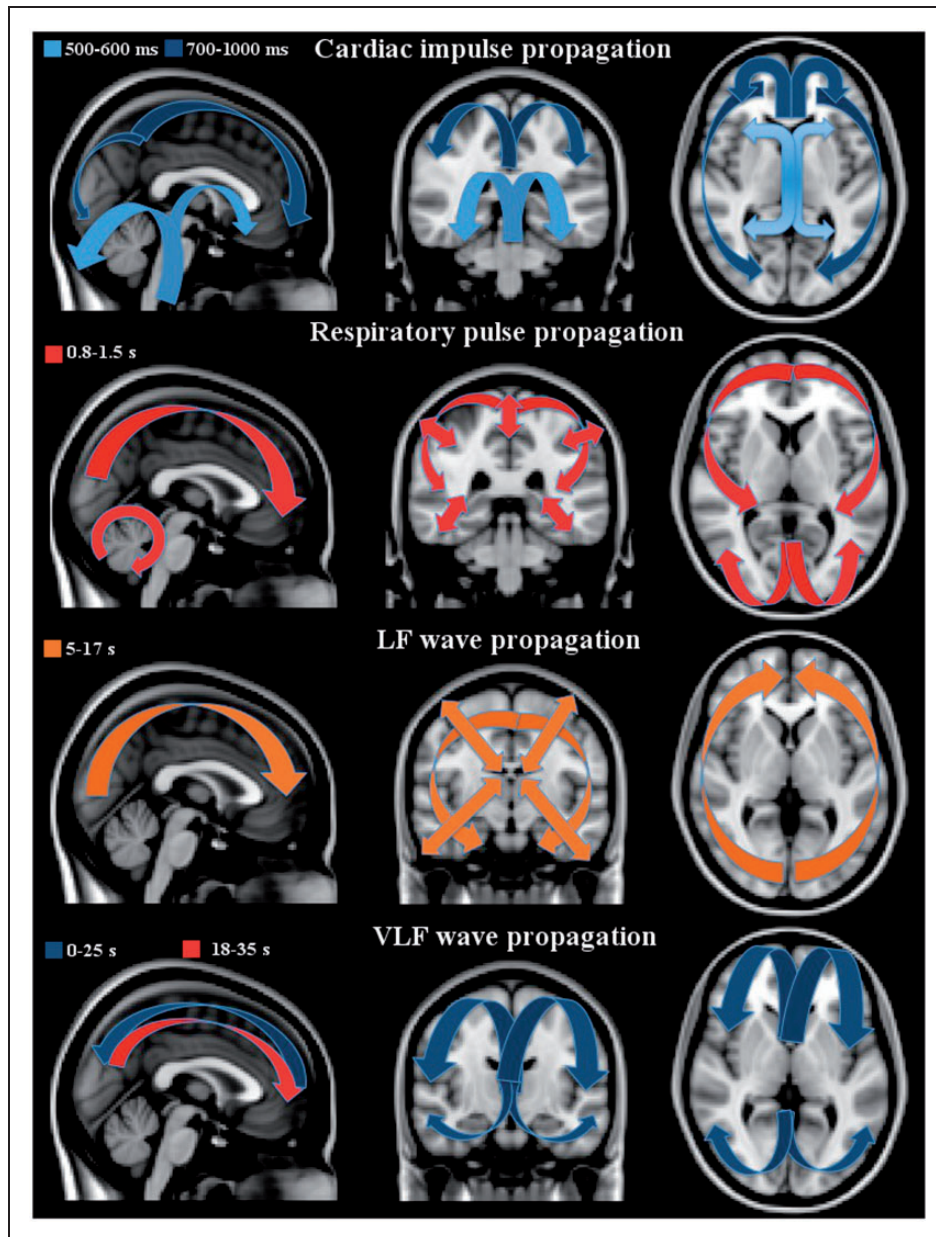 500-600 ms 700-1000 ms
Cardiac impulse propagation
Respiratory pulse propagation
0.8-1.5 s
LF wave propagation
5-17 s
VLF wave propagation
0-25 s 18-35 s